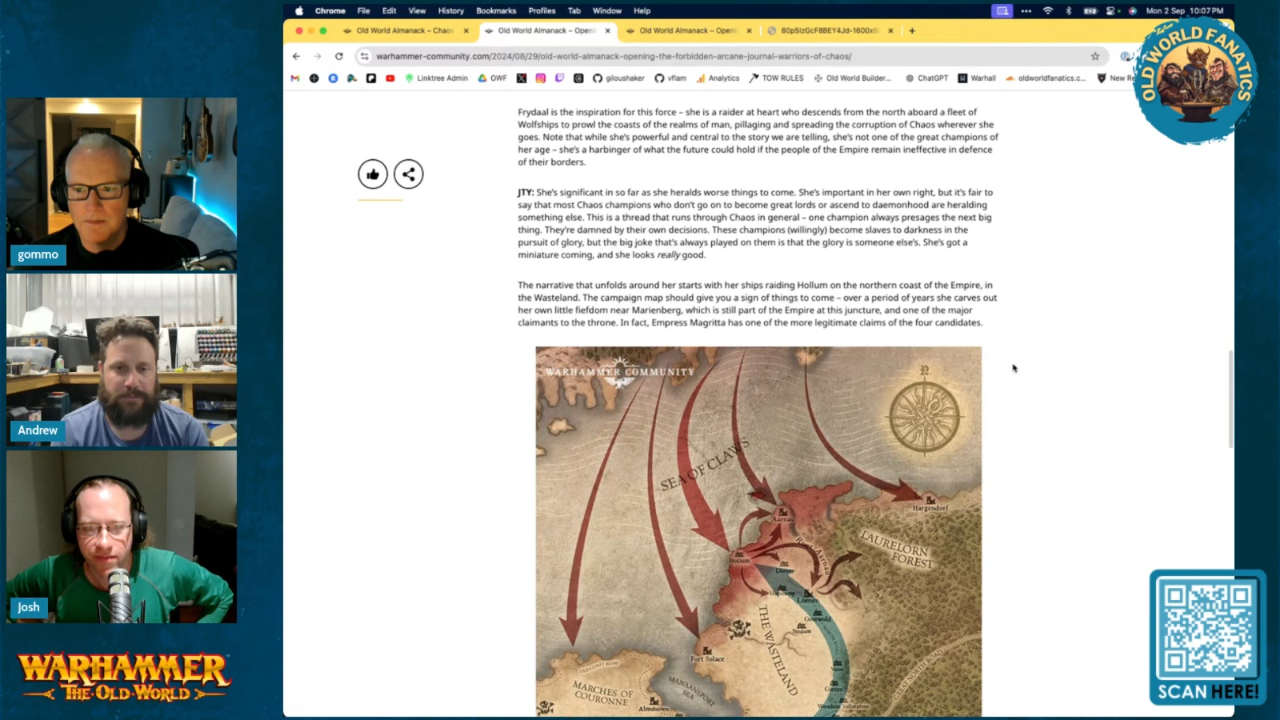 Chrome File Edit View History Bookmarks Profiles Tab Window Help Mon 2 Sep 10:07PM
Old World Almanack – Chaos Old World Almanack – Openi Old World Almanack – Openi 80p5IzGcF8BEY4Jd-1600x
warhammer-community.com/2024/08/29/old-world-almanack-opening-the-forbidden-arcane-journal-warriors-of-chaos/
Linktree Admin OWF giloushaker vflam Analytics TOW RULES Old World Builder... ChatGPT Warhall oldworldfanatics.c... New Re
OLD WORLD FANATICS
Frydaal is the inspiration for this force – she is a raider at heart who descends from the north aboard a fleet of
Wolfships to prowl the coasts of the realms of man, pillaging and spreading the corruption of Chaos wherever she
goes. Note that while she's powerful and central to the story we are telling, she's not one of the great champions of
her age – she's a harbinger of what the future could hold if the people of the Empire remain ineffective in defence
of their borders.
JTY: She's significant in so far as she heralds worse things to come. She's important in her own right, but it's fair to
say that most Chaos champions who don't go on to become great lords or ascend to daemonhood are heralding
something else. This is a thread that runs through Chaos in general – one champion always presages the next big
thing. They're damned by their own decisions. These champions (willingly) become slaves to darkness in the
pursuit of glory, but the big joke that's always played on them is that the glory is someone else's. She's got a
miniature coming, and she looks really good.
The narrative that unfolds around her starts with her ships raiding Hollum on the northern coast of the Empire, in
the Wasteland. The campaign map should give you a sign of things to come – over a period of years she carves out
her own little fiefdom near Marienberg, which is still part of the Empire at this juncture, and one of the major
claimants to the throne. In fact, Empress Magritta has one of the more legitimate claims of the four candidates.
WARHAMMER COMMUNITY
SEA OF CLAWS
Hargendorf
Aarnau
LAURELORN
FOREST
Hollum
THE WASTELAND
Fort Solace
MANAANSPORT
SEA
MARCHES OF
COURONNE
gommo
Andrew
Josh
WARHAMMER
THE OLD WORLD
SCAN HERE!